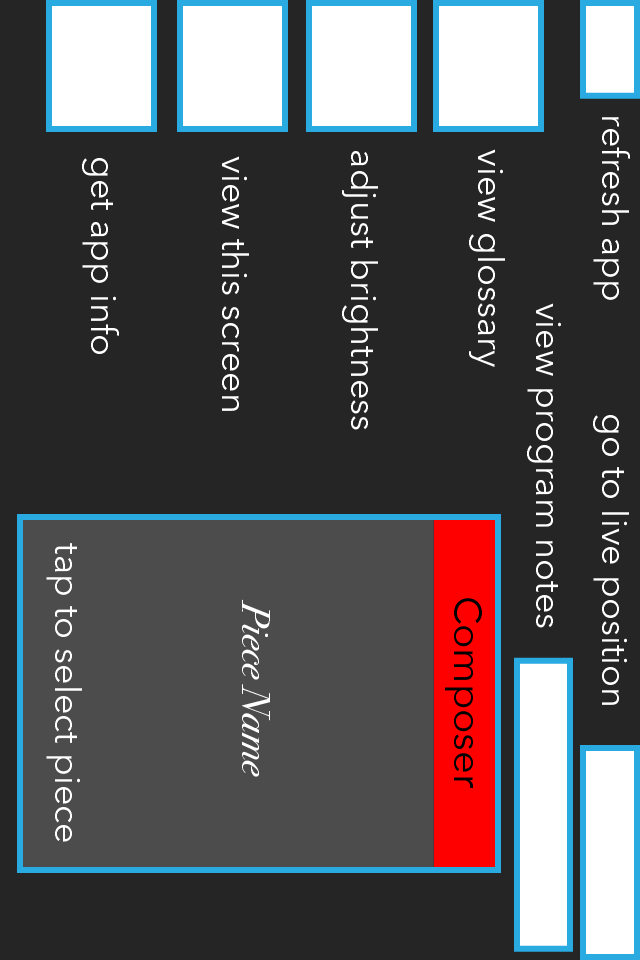 refresh app
go to live position
view program notes
view glossary
Composer
adjust brightness
Piece Name
view this screen
get app info
tap to select piece